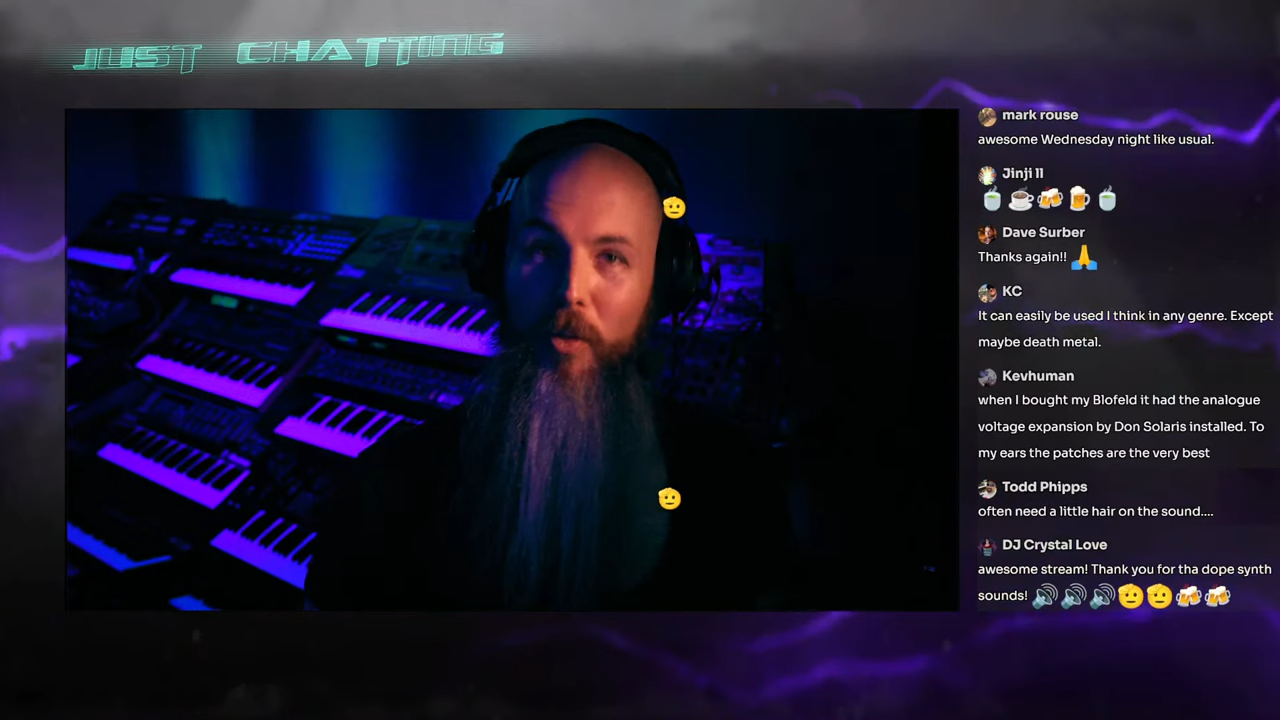 JUST CHATTING
mark rouse
awesome Wednesday night like usual.
Jinji ll
Dave Surber
Thanks again!!
KC
It can easily be used I think in any genre. Except
maybe death metal.
Kevhuman
when I bought my Blofeld it had the analogue
voltage expansion by Don Solaris installed. To
my ears the patches are the very best
Todd Phipps
often need a little hair on the sound....
DJ Crystal Love
awesome stream! Thank you for tha dope synth
sounds!